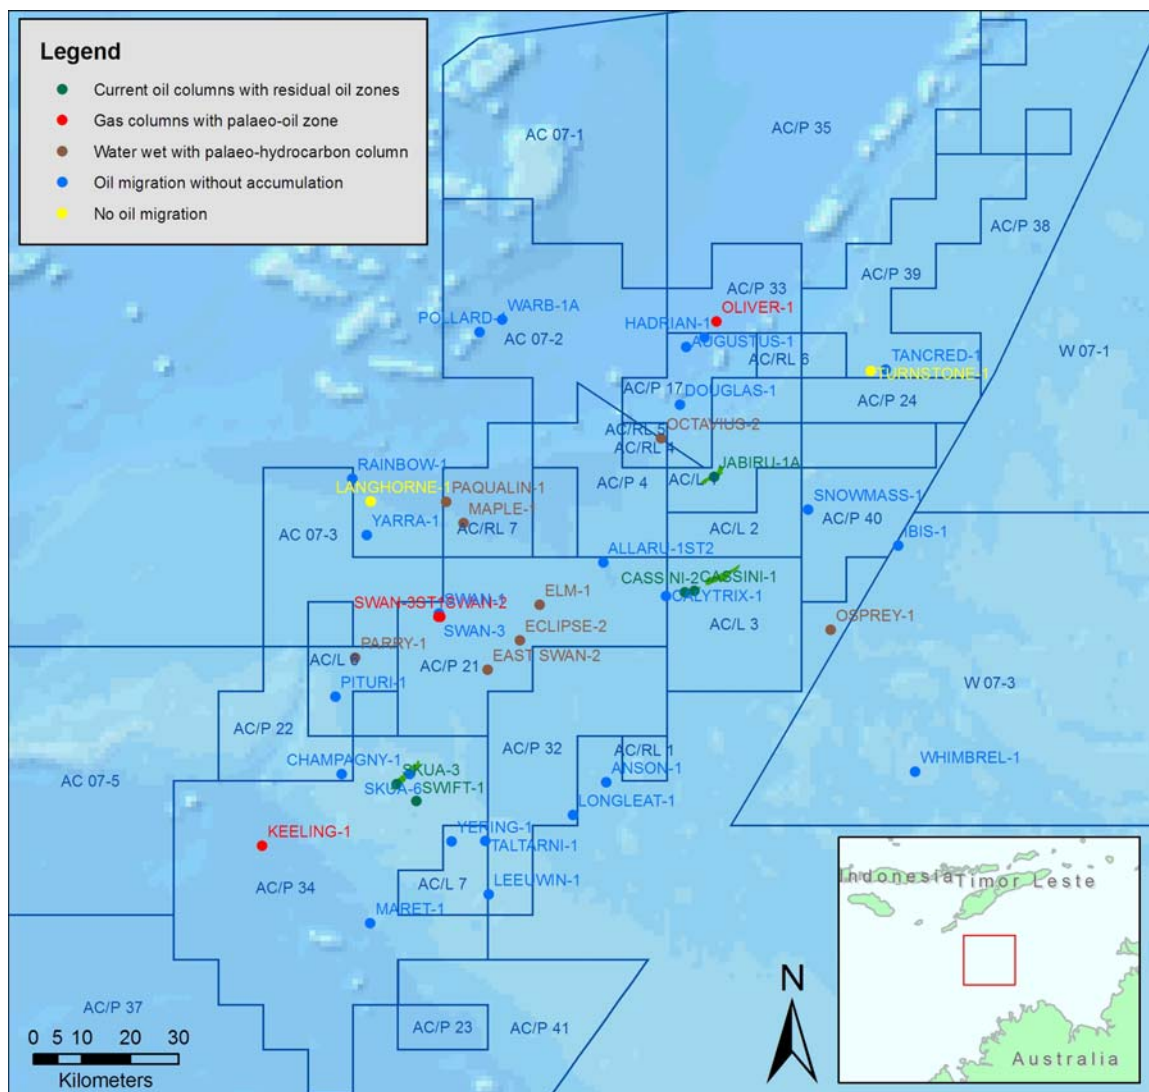 Legend
Current oil columns with residual oil zones
Gas columns with palaeo-oil zone
Water wet with palaeo-hydrocarbon column
Oil migration without accumulation
No oil migration
AC 07-1
AC/P 35
AC/P 38
AC/P 39
AC/P 33
OLIVER-1
WARB-1A
POLLARD-
AC 07-2
HADRIAN-1
AUGUSTUS-1
AC/RL 6
TANCRED-1
TURNSTONE-1
W 07-1
AC/P 17
DOUGLAS-1
AC/P 24
OCTAVIUS-2
AC/RL 5
AC/RL 4
RAINBOW-1
JABIRU-1A
LANGHORNE-1
PAQUALIN-1
AC/P 4
AC/L 1
SNOWMASS-1
MAPLE-1
AC/RL 7
YARRA-1
AC 07-3
AC/L 2
AC/P 40
IBIS-1
ALLARU-1ST2
CASSINI-2
CASSINI-1
ELM-1
CALYTRIX-1
SWAN-1
SWAN-3ST1
SWAN-2
SWAN-3
ECLIPSE-2
AC/L 3
OSPREY-1
PARRY-1
AC/L 6
EAST SWAN-2
AC/P 21
PITURI-1
W 07-3
AC/P 22
AC/P 32
AC/RL 1
CHAMPAGNY-1
SKUA-3
ANSON-1
WHIMBREL-1
AC 07-5
SKUA-6
SWIFT-1
LONGLEAT-1
KEELING-1
YERING-1
TALTARNI-1
AC/P 34
AC/L 7
LEEUWIN-1
MARET-1
AC/P 37
AC/P 23
AC/P 41
0 5 10 20 30
Kilometers
N
Indonesia
Timor Leste
Australia